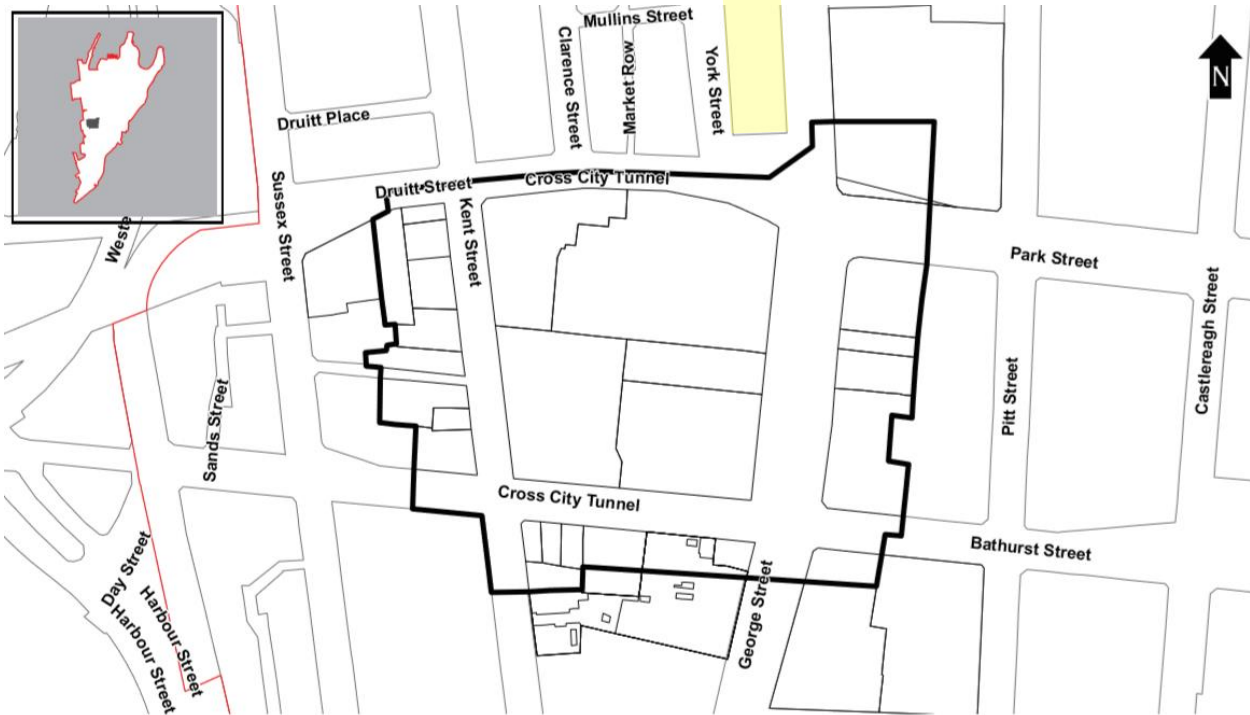 Mullins Street
Clarence Street
Market Row
York Street
N
Druitt Place
Sussex Street
Druitt Street
Cross City Tunnel
Kent Street
Weste
Park Street
Castlereagh Street
Pitt Street
Sands Street
Cross City Tunnel
Bathurst Street
Day Street
Harbour Street
Harbour Street
George Street